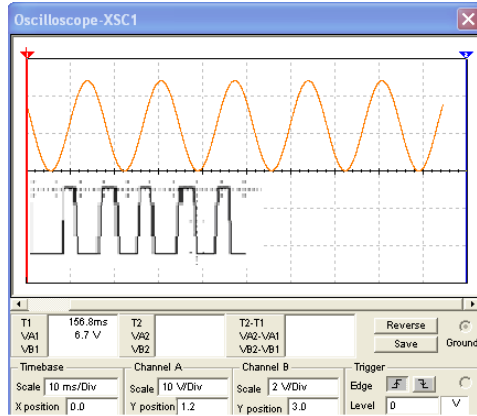 Oscilloscope-XSC1
1
2
T1 156.8ms T2 T2-T1
VA1 6.7 V VA2 VA2-VA1
VB1 VB2 VB2-VB1
Reverse
Save Ground
Timebase Channel A Channel B Trigger
Scale 10 ms/Div Scale 10 V/Div Scale 2 V/Div Edge
X position 0.0 Y position 1.2 Y position 3.0 Level 0 V